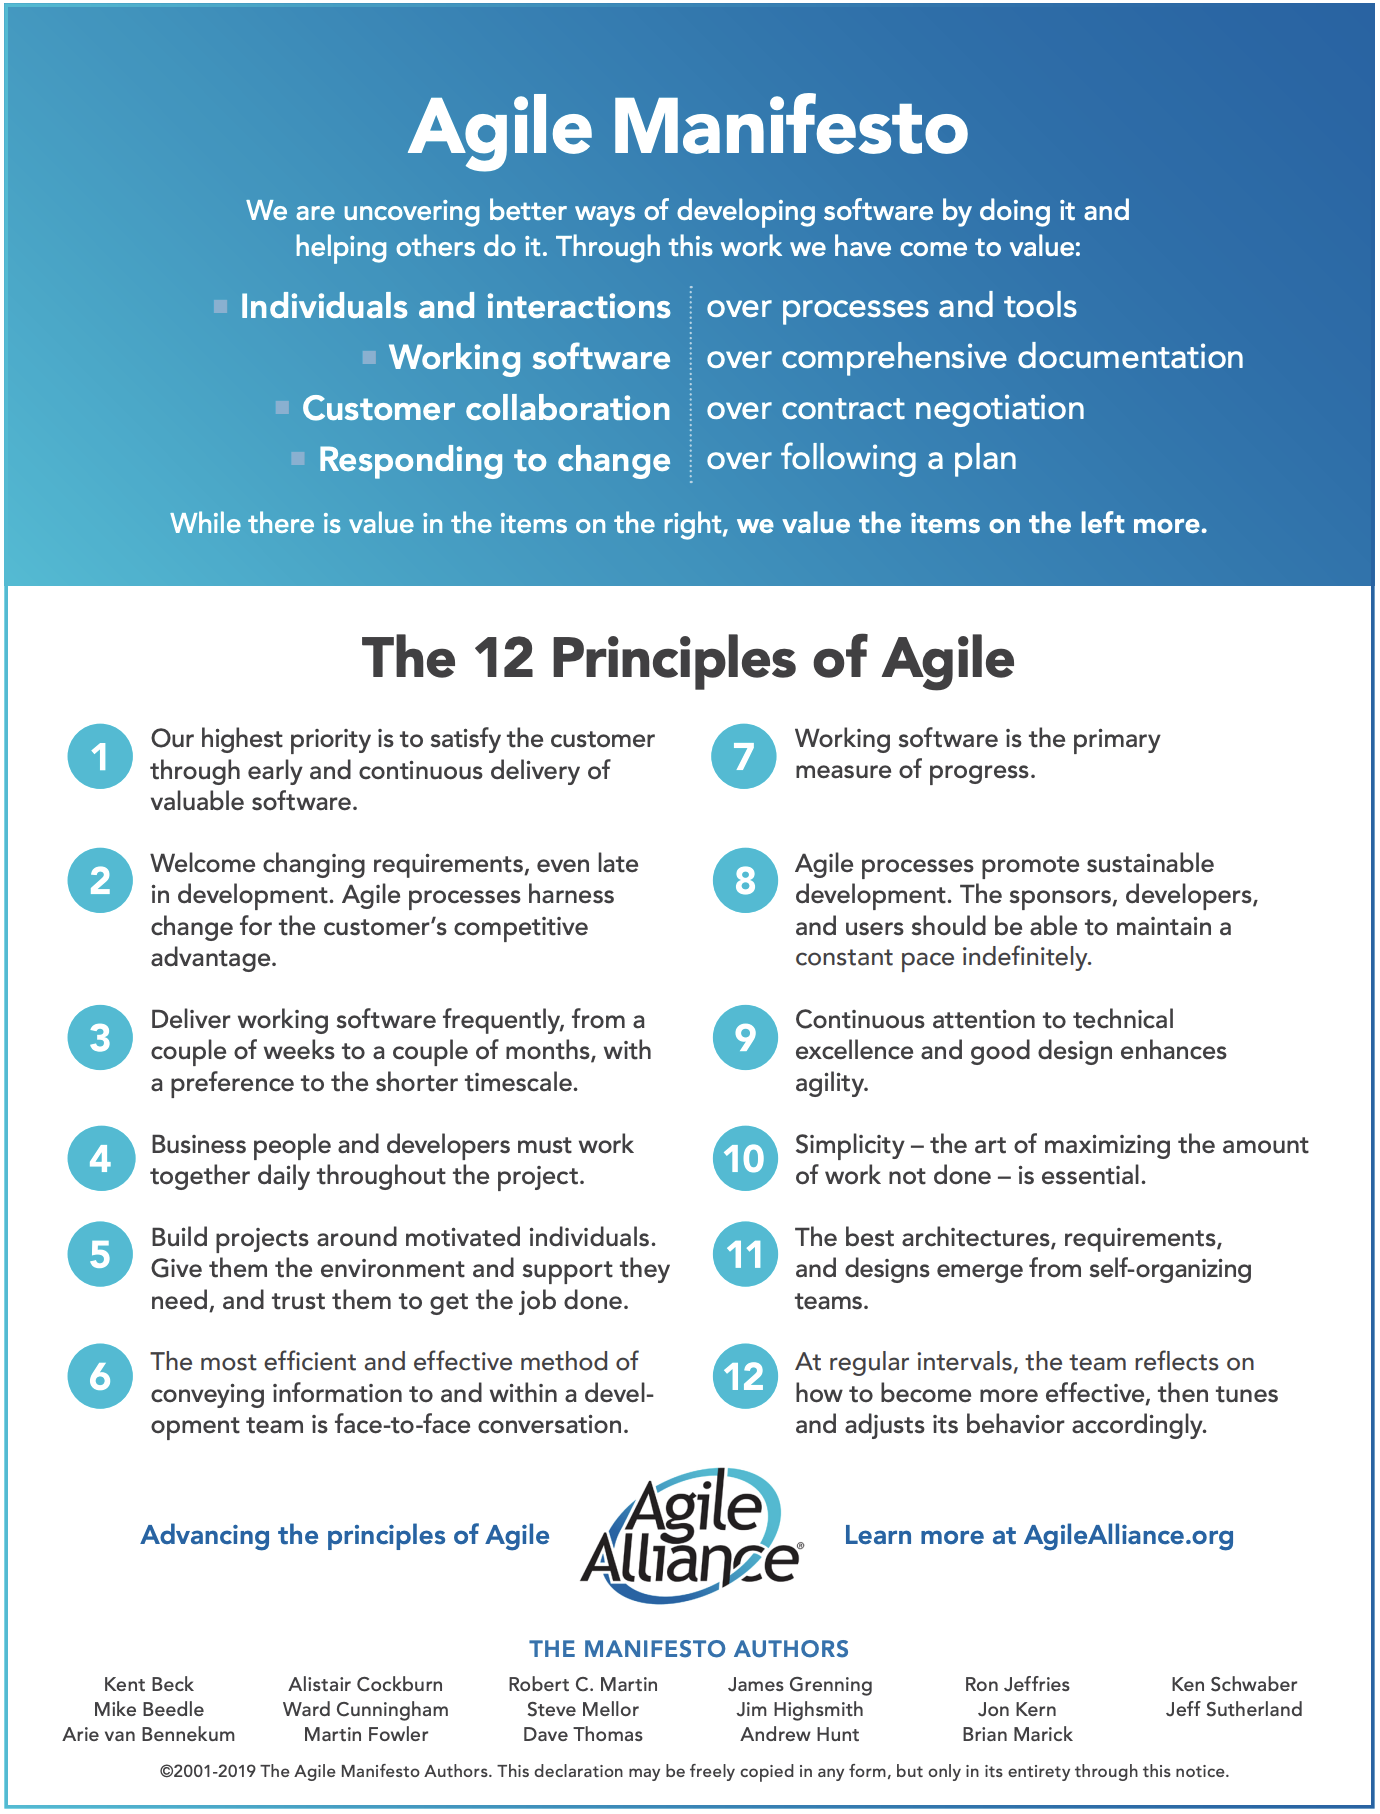 Agile Manifesto
We are uncovering better ways of developing software by doing it and
helping others do it. Through this work we have come to value:
Individuals and interactions over processes and tools
Working software over comprehensive documentation
Customer collaboration over contract negotiation
Responding to change over following a plan
While there is value in the items on the right, we value the items on the left more.
The 12 Principles of Agile
1
Our highest priority is to satisfy the customer
through early and continuous delivery of
valuable software.
2
Welcome changing requirements, even late
in development. Agile processes harness
change for the customer’s competitive
advantage.
3
Deliver working software frequently, from a
couple of weeks to a couple of months, with
a preference to the shorter timescale.
4
Business people and developers must work
together daily throughout the project.
5
Build projects around motivated individuals.
Give them the environment and support they
need, and trust them to get the job done.
6
The most efficient and effective method of
conveying information to and within a devel-
opment team is face-to-face conversation.
7
Working software is the primary
measure of progress.
8
Agile processes promote sustainable
development. The sponsors, developers,
and users should be able to maintain a
constant pace indefinitely.
9
Continuous attention to technical
excellence and good design enhances
agility.
10
Simplicity – the art of maximizing the amount
of work not done – is essential.
11
The best architectures, requirements,
and designs emerge from self-organizing
teams.
12
At regular intervals, the team reflects on
how to become more effective, then tunes
and adjusts its behavior accordingly.
Advancing the principles of Agile
Agile
Alliance®
Learn more at AgileAlliance.org
THE MANIFESTO AUTHORS
Kent Beck
Mike Beedle
Arie van Bennekum
Alistair Cockburn
Ward Cunningham
Martin Fowler
Robert C. Martin
Steve Mellor
Dave Thomas
James Grenning
Jim Highsmith
Andrew Hunt
Ron Jeffries
Jon Kern
Brian Marick
Ken Schwaber
Jeff Sutherland
©2001-2019 The Agile Manifesto Authors. This declaration may be freely copied in any form, but only in its entirety through this notice.